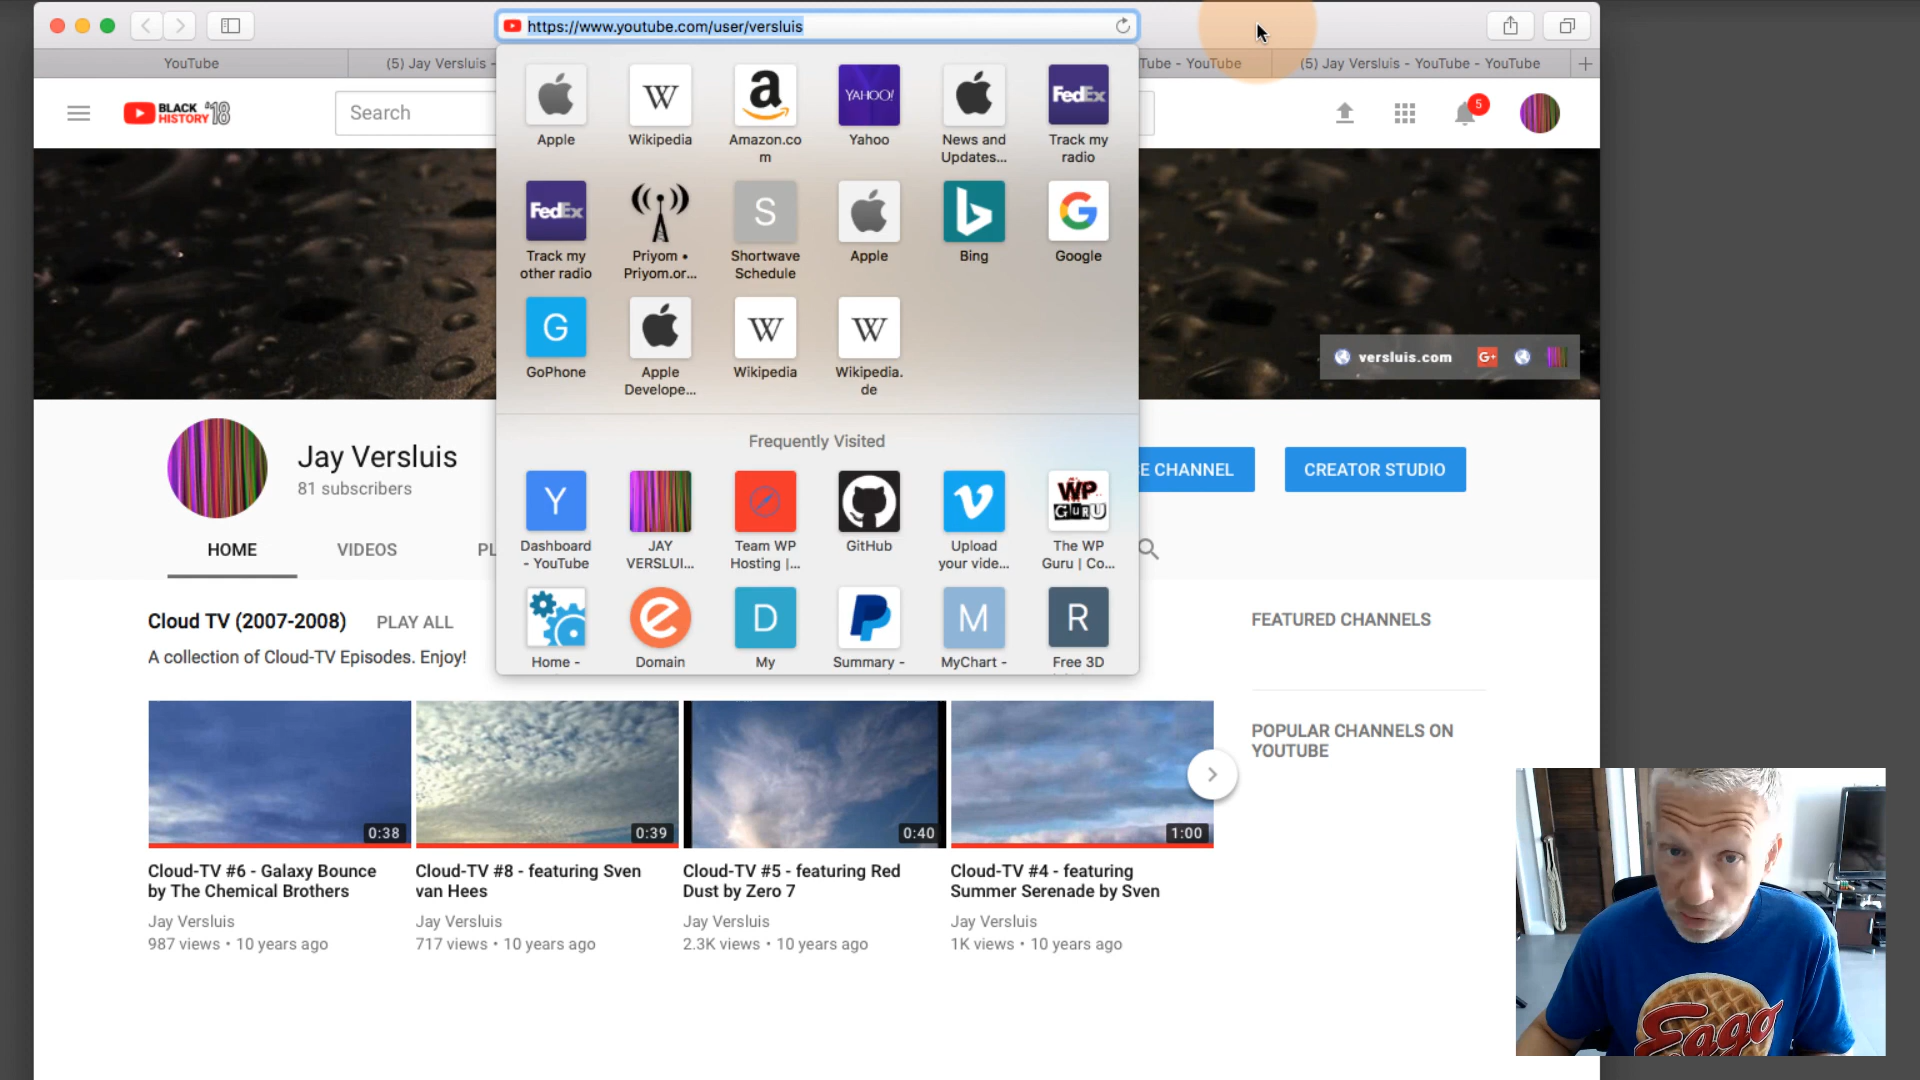 https://www.youtube.com/user/versluis
YouTube
(5) Jay Versluis -
Tube - YouTube
(5) Jay Versluis - YouTube - YouTube
BLACK HISTORY '18
Search
5
Apple
Wikipedia
Amazon.co
m
YAHOO!
Yahoo
News and
Updates...
FedEx
Track my
radio
FedEx
Track my
other radio
Priyom •
Priyom.or...
S
Shortwave
Schedule
Apple
Bing
Google
G
GoPhone
Apple
Develope...
W
Wikipedia
W
Wikipedia.
de
versluis.com
G+
Frequently Visited
Jay Versluis
81 subscribers
E CHANNEL
CREATOR STUDIO
HOME
VIDEOS
PL
Y
Dashboard
- YouTube
JAY
VERSLUI...
Team WP
Hosting |...
GitHub
Upload
your vide...
WP
GURU
The WP
Guru | Co...
Home -
Domain
D
My
Summary -
M
MyChart -
R
Free 3D
Cloud TV (2007-2008)
PLAY ALL
A collection of Cloud-TV Episodes. Enjoy!
FEATURED CHANNELS
POPULAR CHANNELS ON
YOUTUBE
0:38
0:39
0:40
1:00
Cloud-TV #6 - Galaxy Bounce
by The Chemical Brothers
Jay Versluis
987 views • 10 years ago
Cloud-TV #8 - featuring Sven
van Hees
Jay Versluis
717 views • 10 years ago
Cloud-TV #5 - featuring Red
Dust by Zero 7
Jay Versluis
2.3K views • 10 years ago
Cloud-TV #4 - featuring
Summer Serenade by Sven
Jay Versluis
1K views • 10 years ago
Eggo